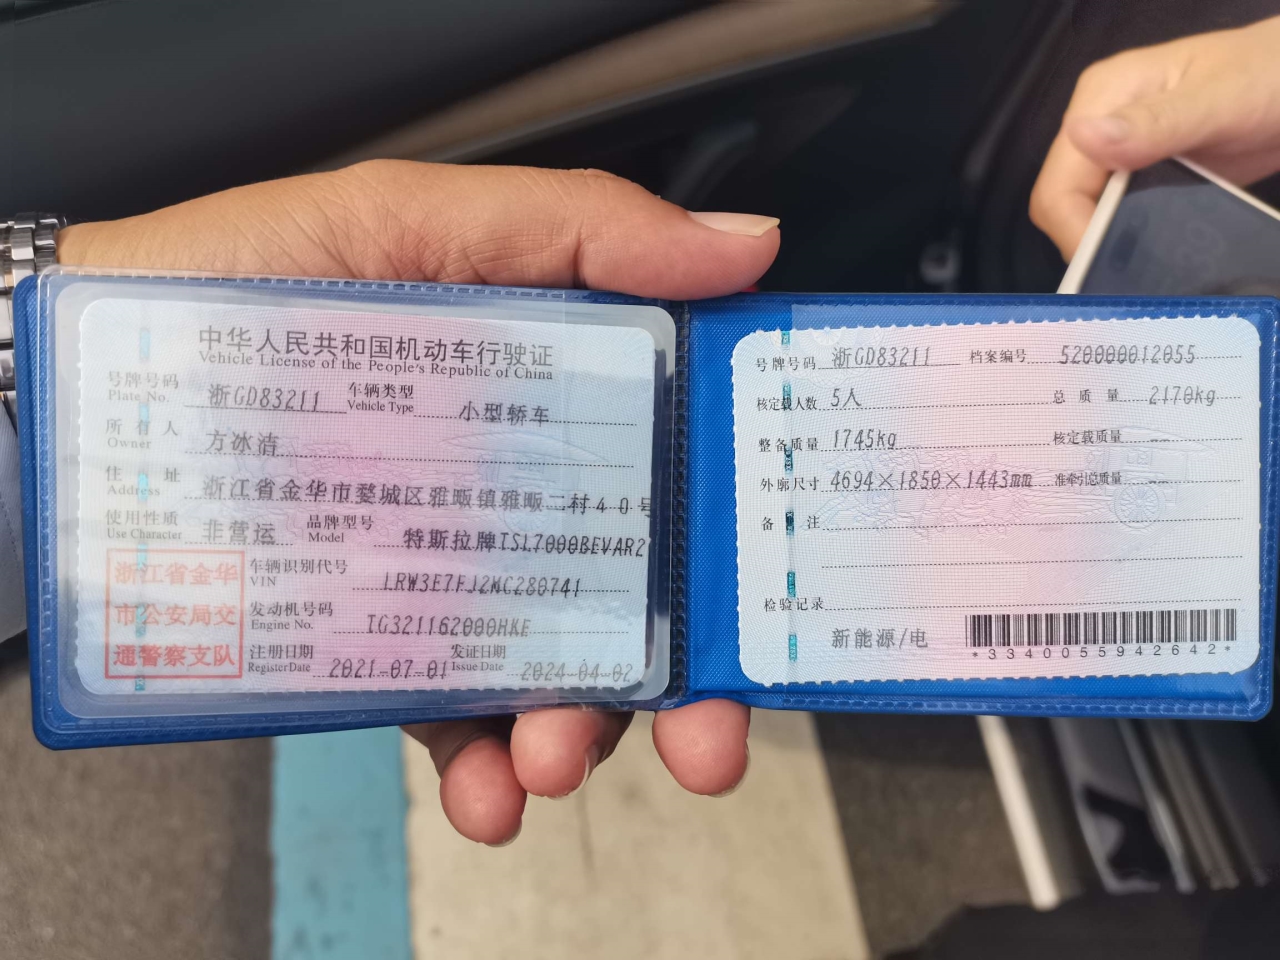 中华人民共和国机动车行驶证
Vehicle License of the People's Republic of China
号牌号码 浙GD83211 车辆类型 小型轿车
Plate No. Vehicle Type
所有人 方冰洁
Owner
住址 浙江省金华市婺城区雅畈镇雅畈二村40号
Address
使用性质 非营运 品牌型号 特斯拉牌TSL7000BEVAR2
Use Character Model
浙江省金华市公安局交通警察支队
车辆识别代号 LRW3E7FJ2MC280741
VIN
发动机号码 TG321162000HKE
Engine No.
注册日期 2021-07-01 发证日期 2024-04-02
Register Date Issue Date
号牌号码 浙GD83211 档案编号 520000012055
核定载人数 5人 总质量 2170kg
整备质量 1745kg 核定载质量 --
外廓尺寸 4694×1850×1443mm 准牵引总质量 --
备注
检验记录
新能源/电
*3340055942642*